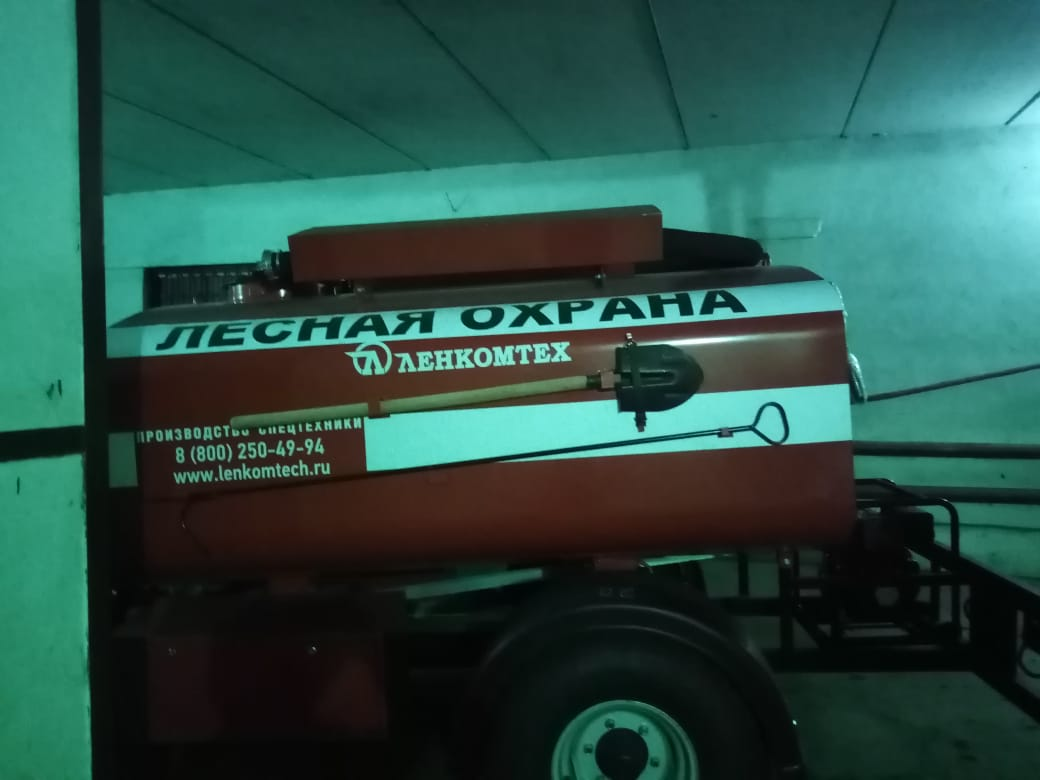 ЛЕСНАЯ ОХРАНА
ЛЕНКОМТЕХ
ПРОИЗВОДСТВО СПЕЦТЕХНИКИ
8 (800) 250-49-94
www.lenkomtech.ru